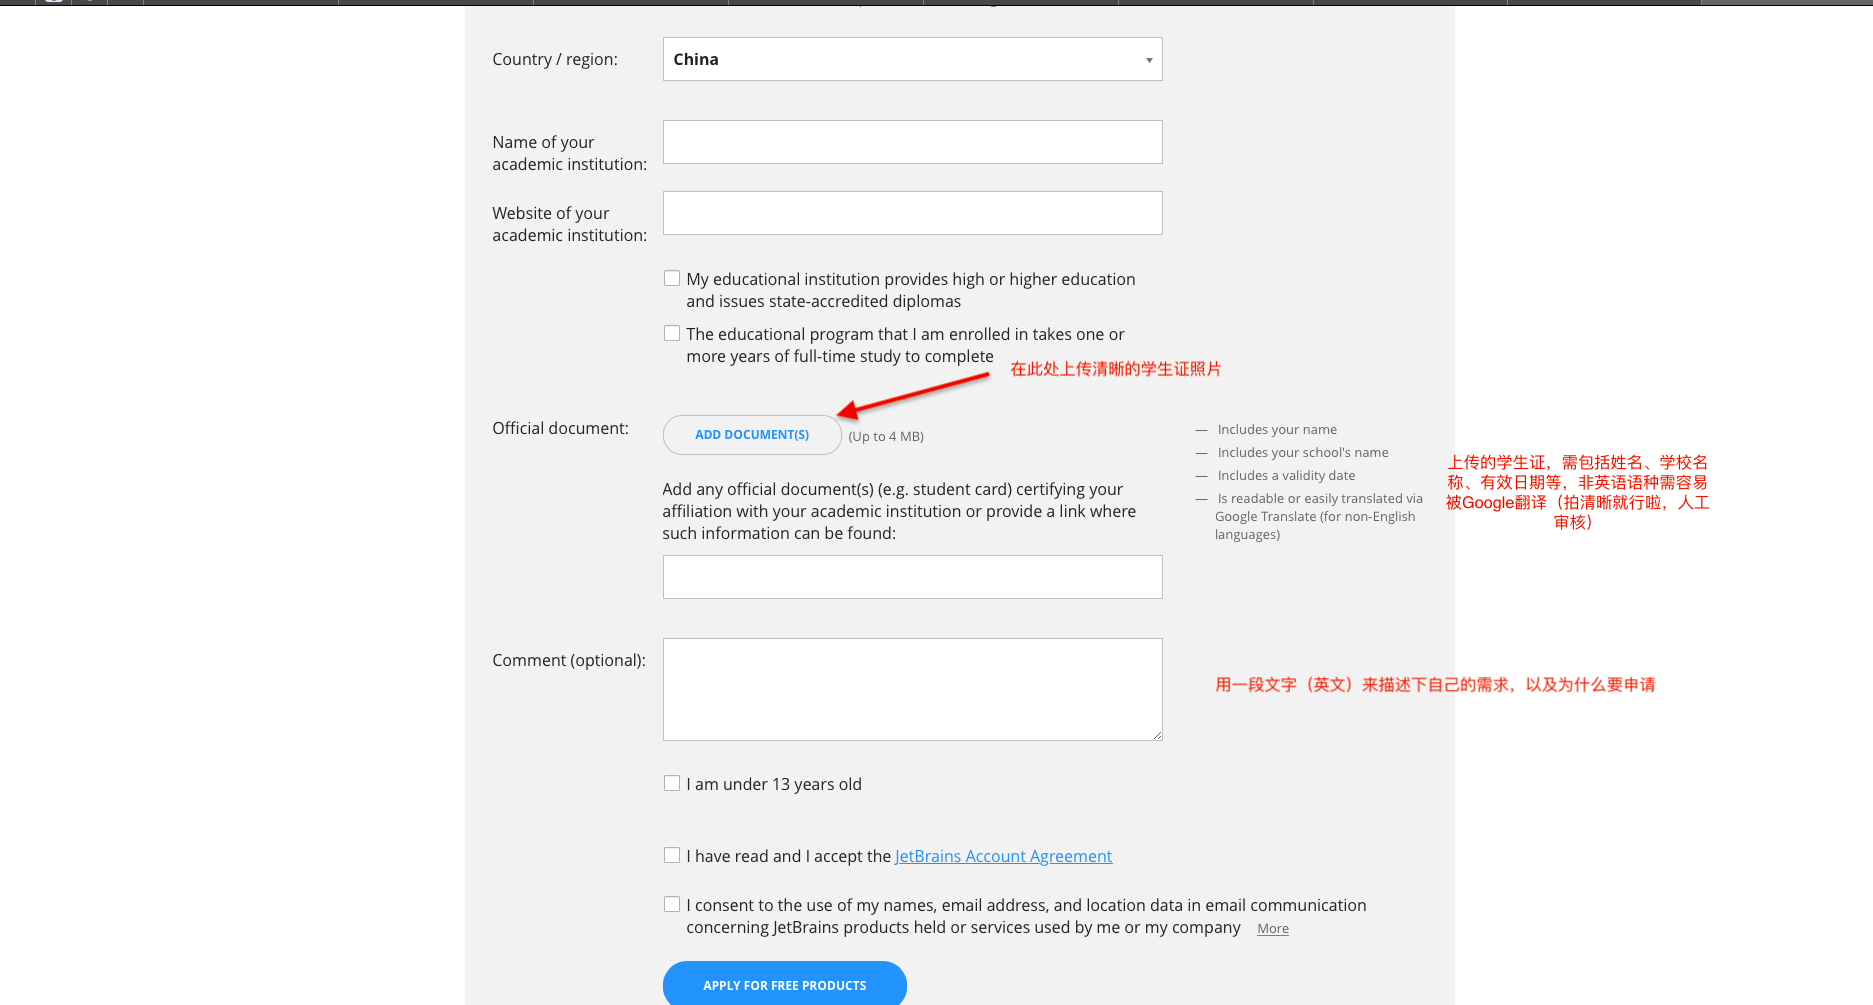 Country / region:
China
Name of your
academic institution:
Website of your
academic institution:
My educational institution provides high or higher education
and issues state-accredited diplomas
The educational program that I am enrolled in takes one or
more years of full-time study to complete
在此处上传清晰的学生证照片
Official document:
ADD DOCUMENT(S)
(Up to 4 MB)
Add any official document(s) (e.g. student card) certifying your
affiliation with your academic institution or provide a link where
such information can be found:
— Includes your name
— Includes your school's name
— Includes a validity date
— Is readable or easily translated via
Google Translate (for non-English
languages)
上传的学生证，需包括姓名、学校名
称、有效日期等，非英语语种需容易
被Google翻译（拍清晰就行啦，人工
审核）
Comment (optional):
用一段文字（英文）来描述下自己的需求，以及为什么要申请
I am under 13 years old
I have read and I accept the JetBrains Account Agreement
I consent to the use of my names, email address, and location data in email communication
concerning JetBrains products held or services used by me or my company More
APPLY FOR FREE PRODUCTS